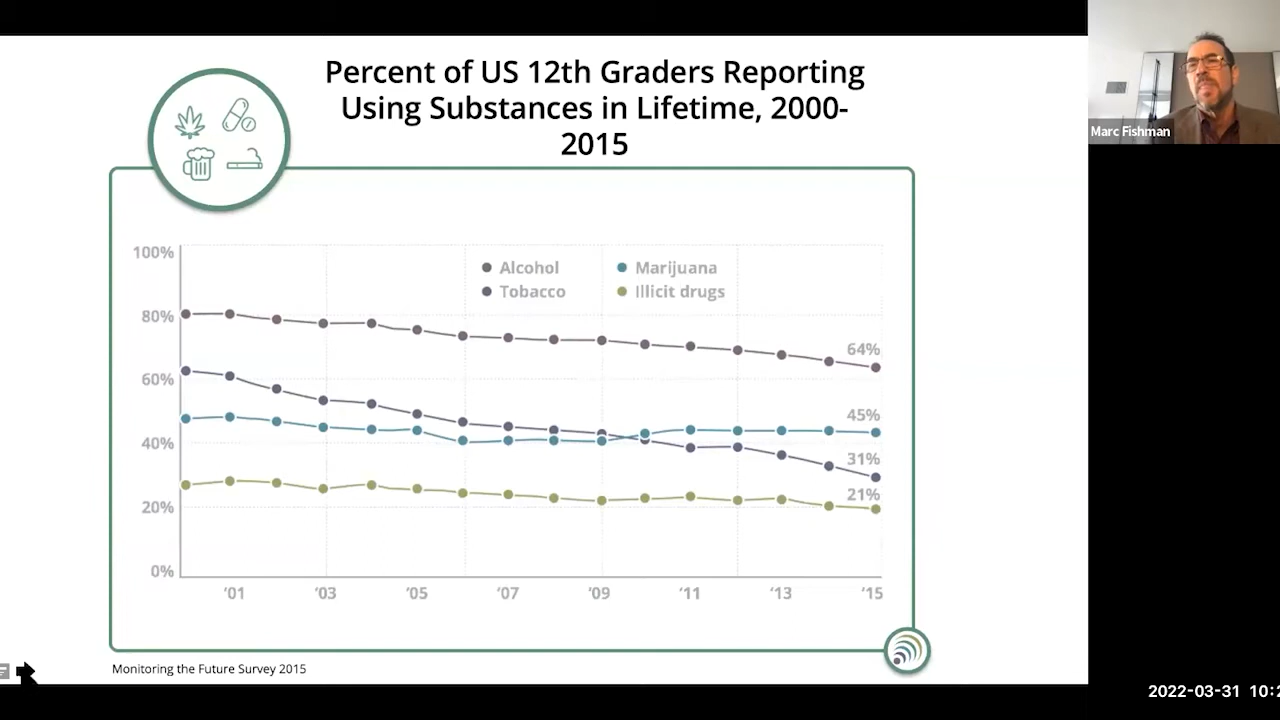 Percent of US 12th Graders Reporting
Using Substances in Lifetime, 2000-
2015
Marc Fishman
100%
80%
60%
40%
20%
0%
Alcohol
Marijuana
Tobacco
Illicit drugs
64%
45%
31%
21%
'01
'03
'05
'07
'09
'11
'13
'15
Monitoring the Future Survey 2015
2022-03-31 10:2